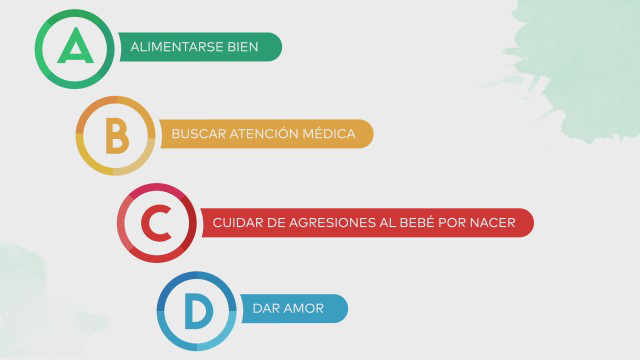 A ALIMENTARSE BIEN
B BUSCAR ATENCIÓN MÉDICA
C CUIDAR DE AGRESIONES AL BEBÉ POR NACER
D DAR AMOR